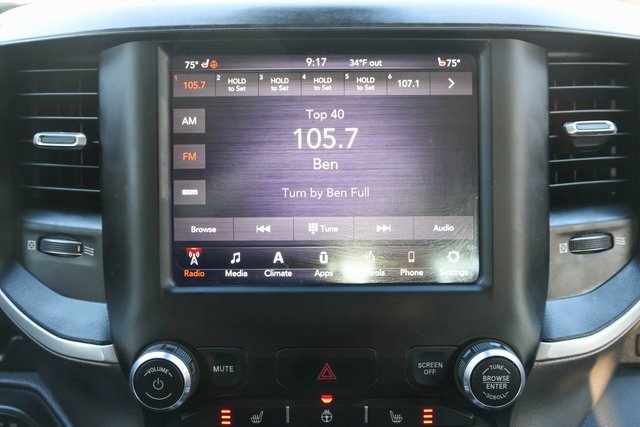 75° 9:17 34°F out 75°
1 105.7 2 HOLD to Set 3 HOLD to Set 4 HOLD to Set 5 HOLD to Set 6 107.1
AM
Top 40
105.7
FM
Ben
Turn by Ben Full
Browse Tune Audio
Radio Media Climate Apps Controls Phone Settings
VOLUME
MUTE
SCREEN OFF
TUNE
BROWSE
ENTER
SCROLL